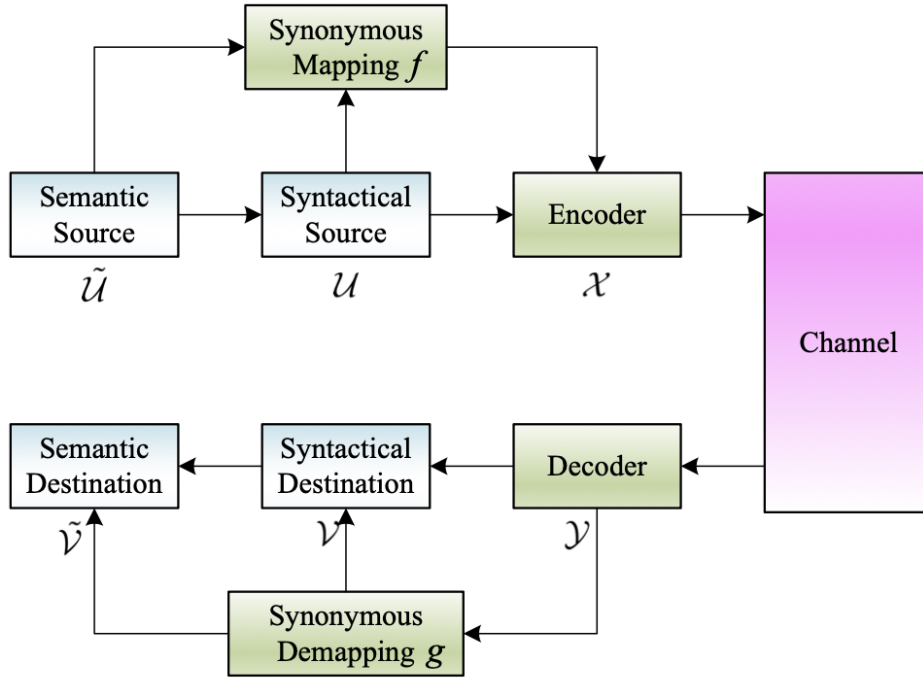 Synonymous
Mapping f
Semantic
Source
Syntactical
Source
Encoder
Ũ
U
X
Channel
Semantic
Destination
Syntactical
Destination
Decoder
Ṽ
V
Y
Synonymous
Demapping g